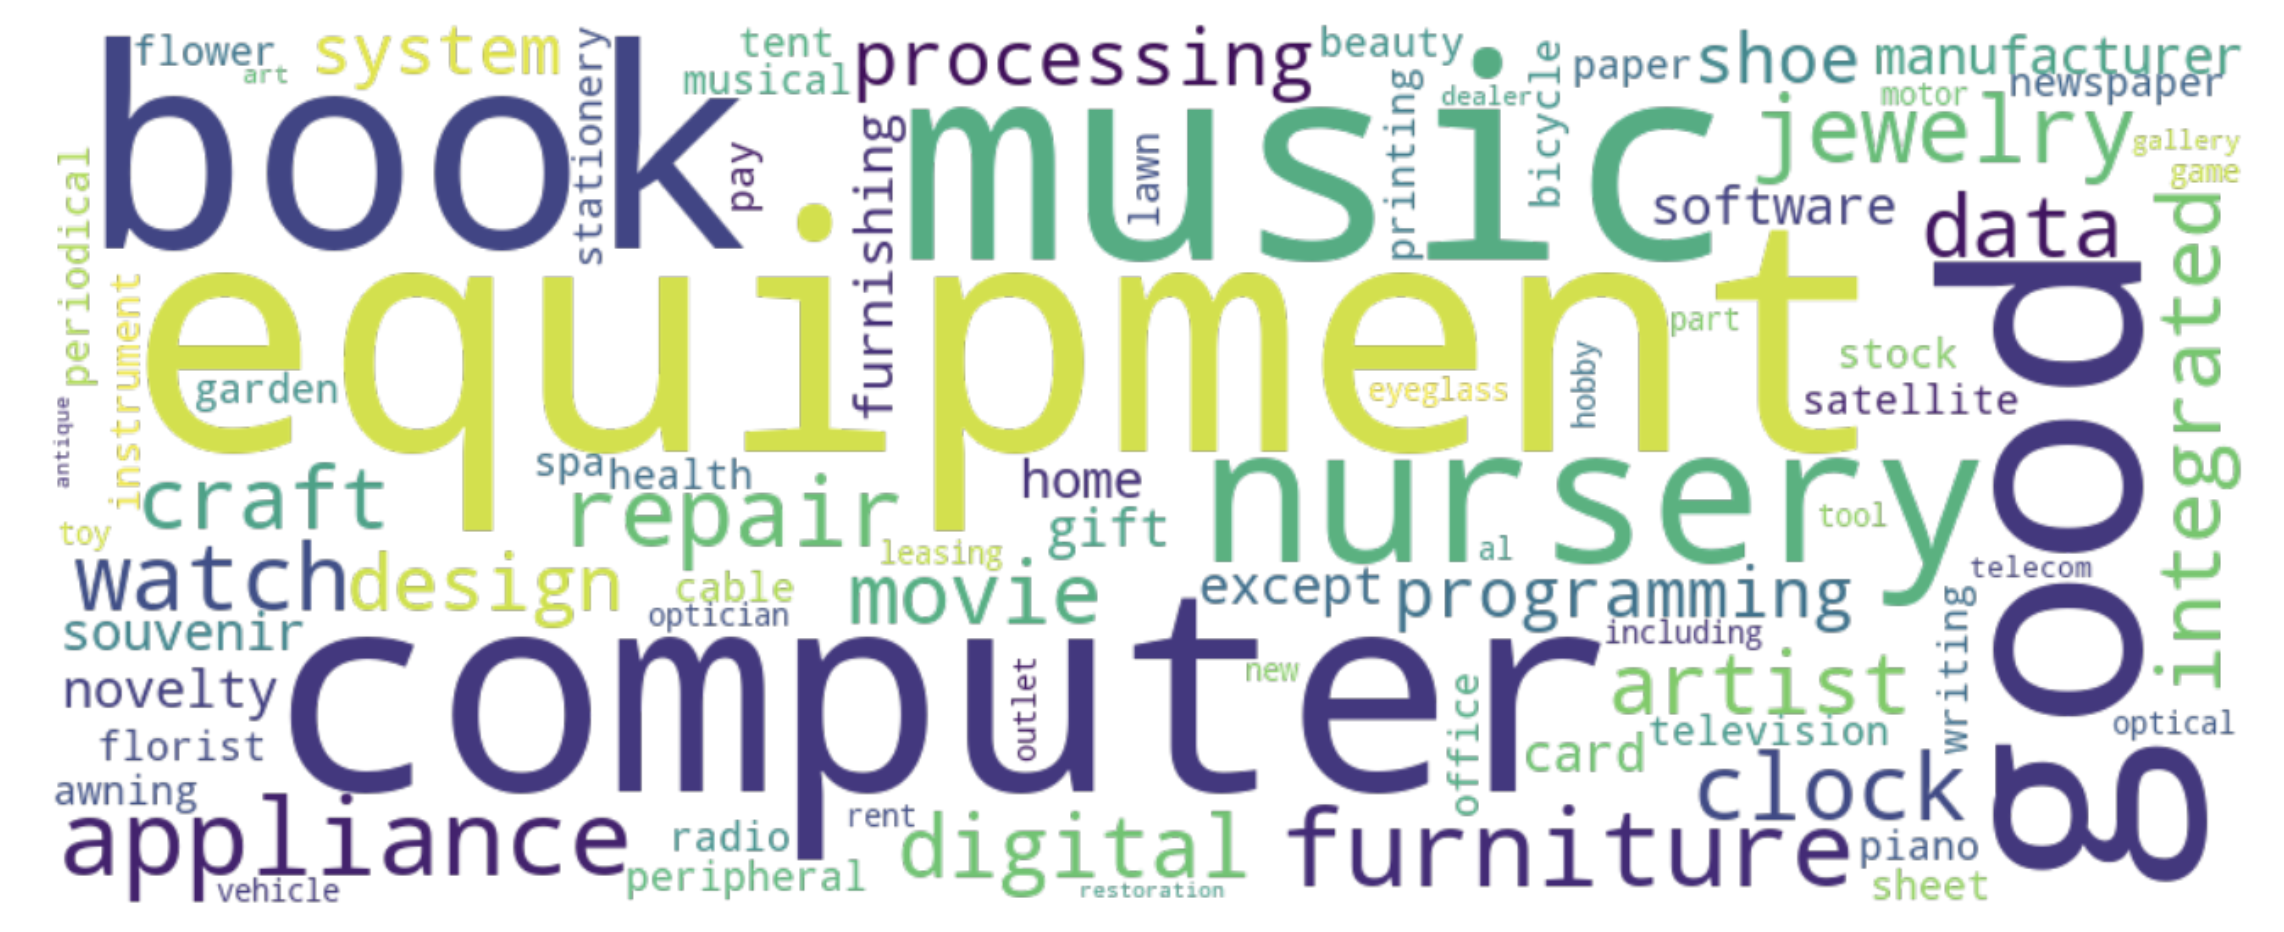 flower
art
system
stationery
tent
musical
processing
beauty
printing
dealer
bicycle
paper
shoe
manufacturer
newspaper
motor
jewelry
gallery
game
book
pay
furnishing
music
lawn
software
data
periodical
instrument
equipment
garden
eyeglass
hobby
part
stock
satellite
integrated
good
antique
toy
craft
spa
health
repair
home
gift
nursery
tool
al
leasing
watch
design
cable
optician
movie
except
programming
telecom
including
writing
souvenir
novelty
florist
awning
computer
outlet
new
office
artist
card
television
optical
clock
appliance
vehicle
radio
peripheral
rent
digital
restoration
furniture
piano
sheet